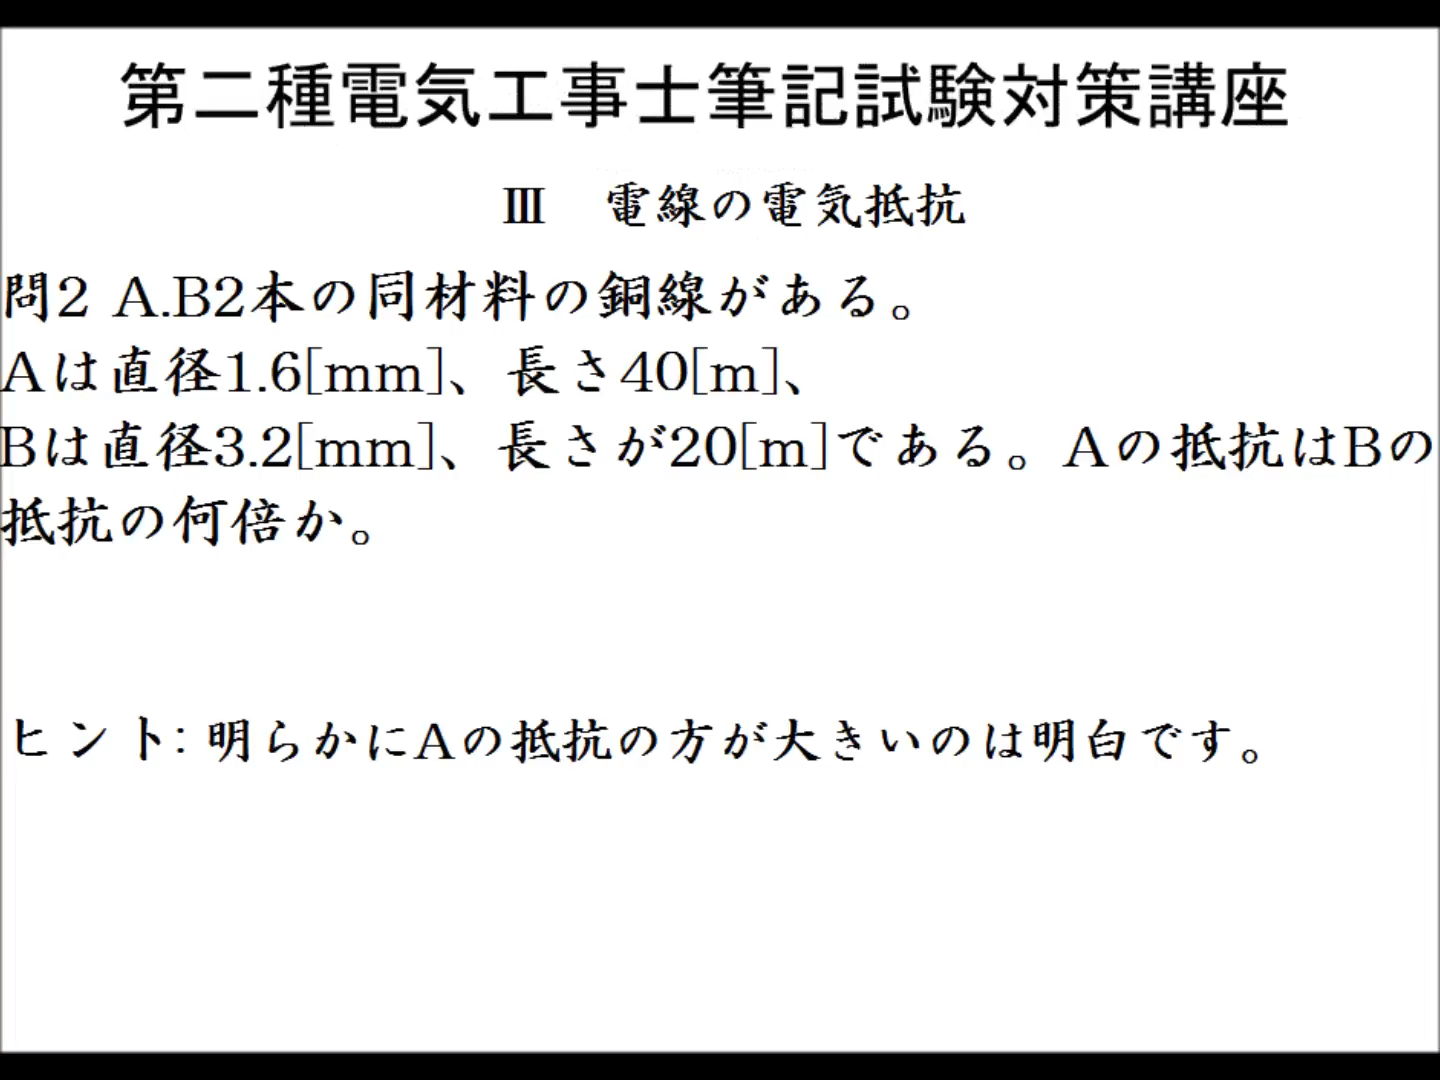 第二種電気工事士筆記試験対策講座
Ⅲ　電線の電気抵抗
問2 A.B2本の同材料の銅線がある。
Aは直径1.6[mm]、長さ40[m]、
Bは直径3.2[mm]、長さが20[m]である。Aの抵抗はBの
抵抗の何倍か。
ヒント: 明らかにAの抵抗の方が大きいのは明白です。